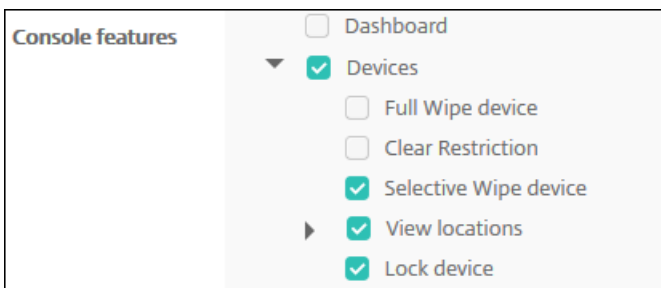 Console features
Dashboard
Devices
Full Wipe device
Clear Restriction
Selective Wipe device
View locations
Lock device